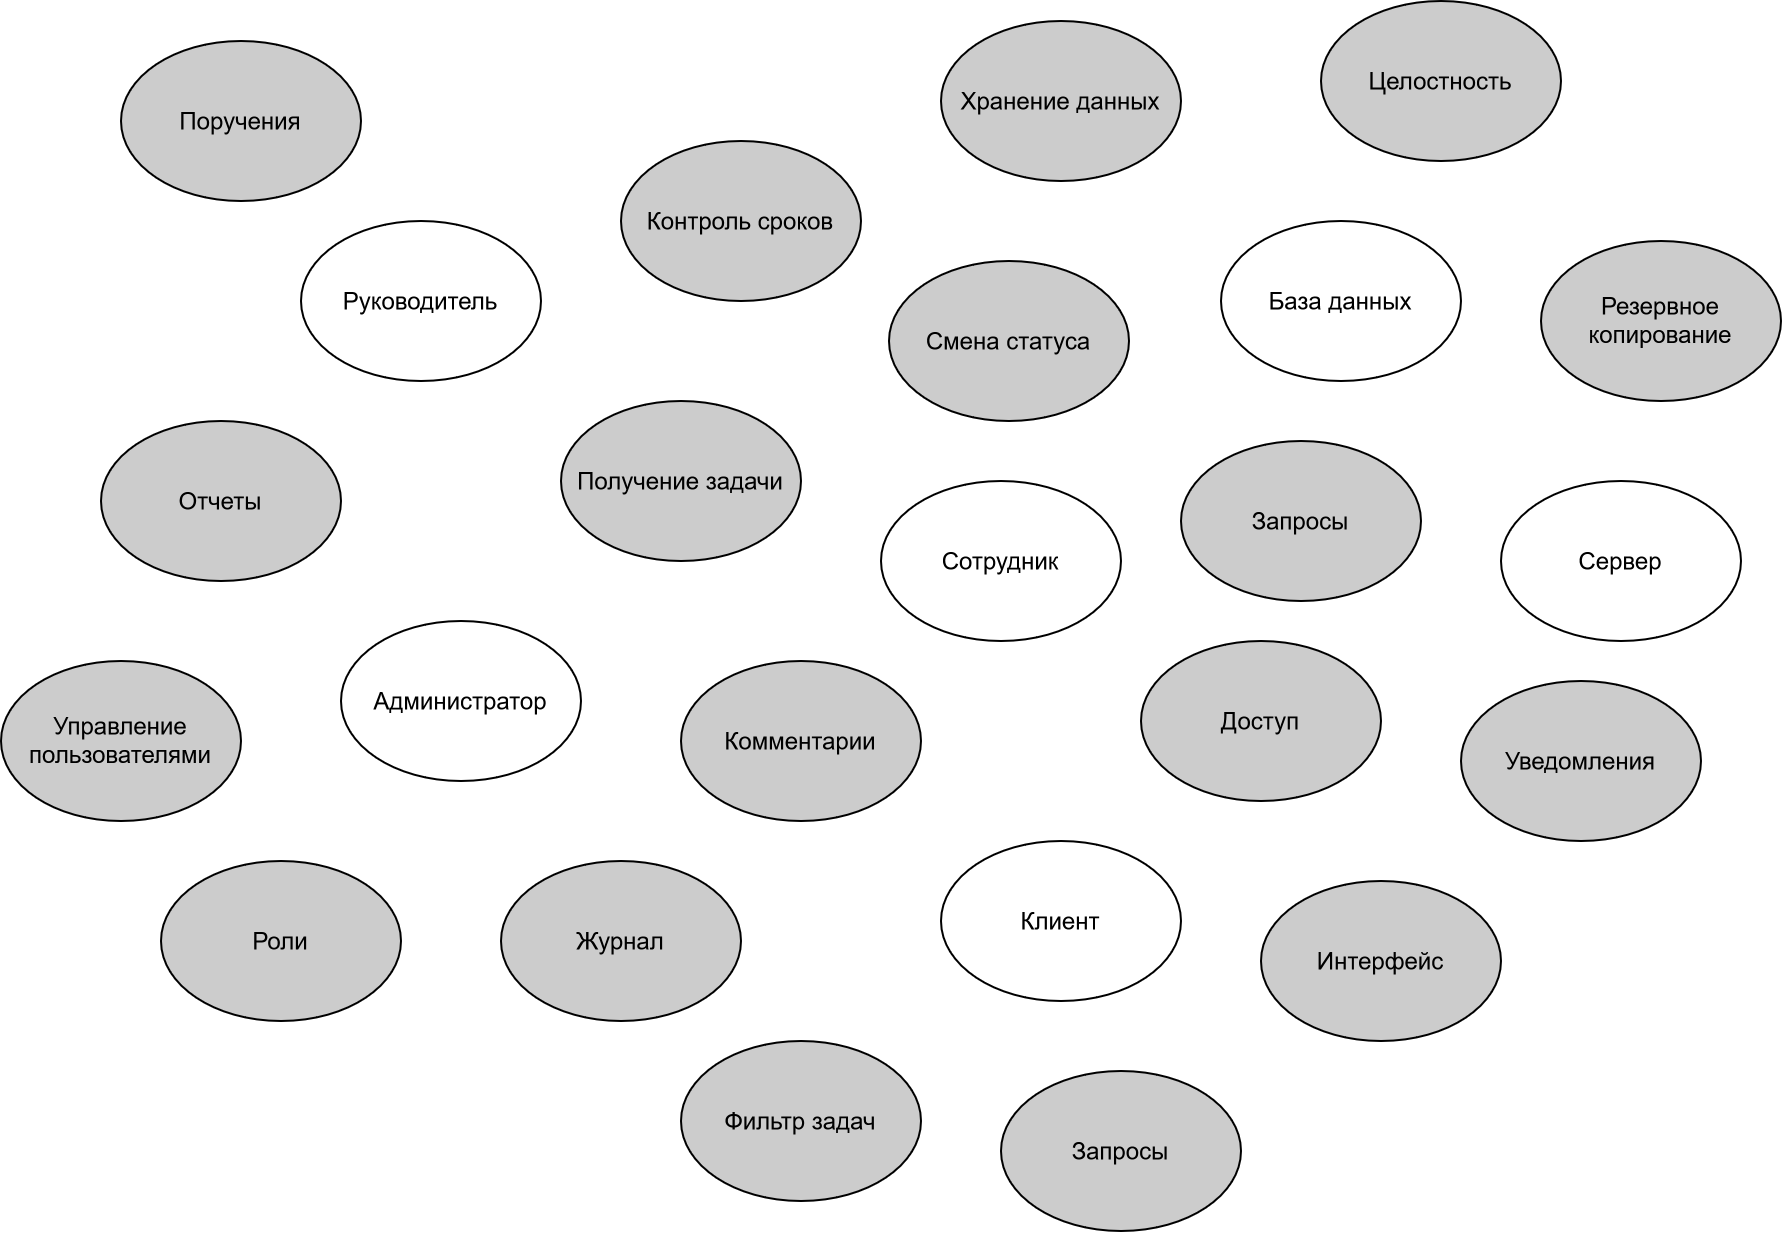 Целостность
Хранение данных
Поручения
Контроль сроков
Руководитель
База данных
Резервное
копирование
Смена статуса
Получение задачи
Отчеты
Запросы
Сотрудник
Сервер
Администратор
Доступ
Управление
пользователями
Комментарии
Уведомления
Клиент
Роли
Журнал
Интерфейс
Фильтр задач
Запросы